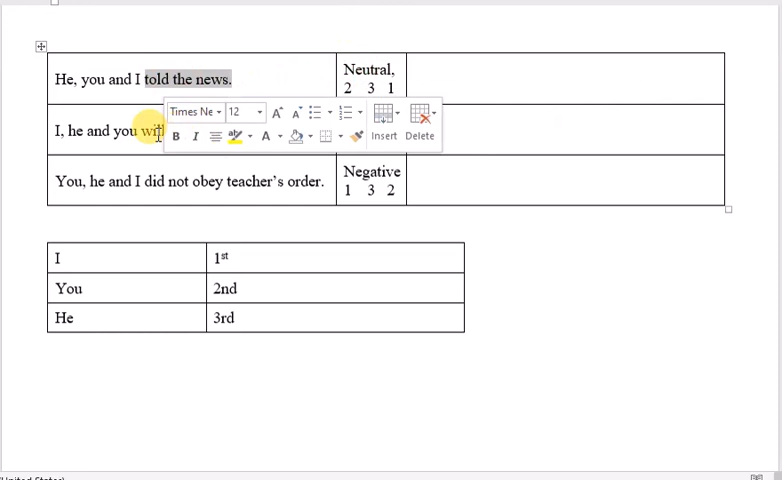 He, you and I told the news.
Neutral,
2 3 1
Times Ne
12
I, he and you
B I
A
Insert
Delete
You, he and I did not obey teacher's order.
Negative
1 3 2
I
1st
You
2nd
He
3rd